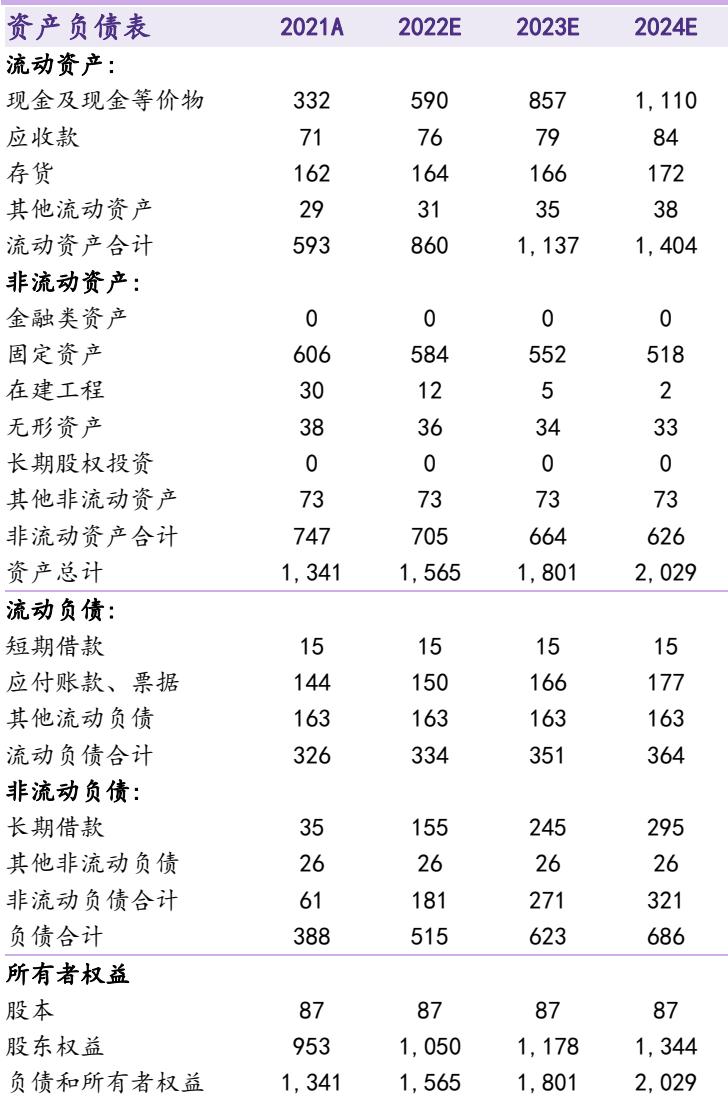 资产负债表 2021A 2022E 2023E 2024E
流动资产:
现金及现金等价物 332 590 857 1,110
应收款 71 76 79 84
存货 162 164 166 172
其他流动资产 29 31 35 38
流动资产合计 593 860 1,137 1,404
非流动资产:
金融类资产 0 0 0 0
固定资产 606 584 552 518
在建工程 30 12 5 2
无形资产 38 36 34 33
长期股权投资 0 0 0 0
其他非流动资产 73 73 73 73
非流动资产合计 747 705 664 626
资产总计 1,341 1,565 1,801 2,029
流动负债:
短期借款 15 15 15 15
应付账款、票据 144 150 166 177
其他流动负债 163 163 163 163
流动负债合计 326 334 351 364
非流动负债:
长期借款 35 155 245 295
其他非流动负债 26 26 26 26
非流动负债合计 61 181 271 321
负债合计 388 515 623 686
所有者权益
股本 87 87 87 87
股东权益 953 1,050 1,178 1,344
负债和所有者权益 1,341 1,565 1,801 2,029